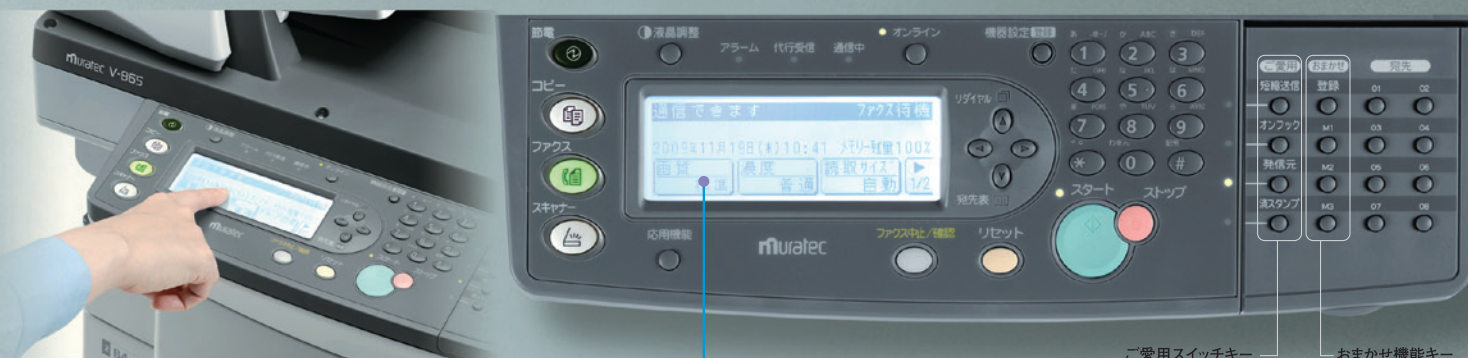 muratec V-865
muratec
節電
コピー
ファクス
スキャナー
液晶調整
アラーム 代行受信 通信中
オンライン
機器設定 登録
通信できます ファクス待機
2009年11月19日(木)10:41 メモリー残量100%
画質 濃度 普通 読取サイズ 自動 1/2
リダイヤル
宛先表
応用機能
muratec
ファクス中止/確認
リセット
スタート
ストップ
ABC
1 2 3
4 5 6
7 8 9
* 0 #
ご愛用 おまかせ 宛先
短縮送信 登録 01 02
オンフック M1 03 04
発信元 M2 05 06
済スタンプ M3 07 08
ご愛用スイッチキー おまかせ機能キー